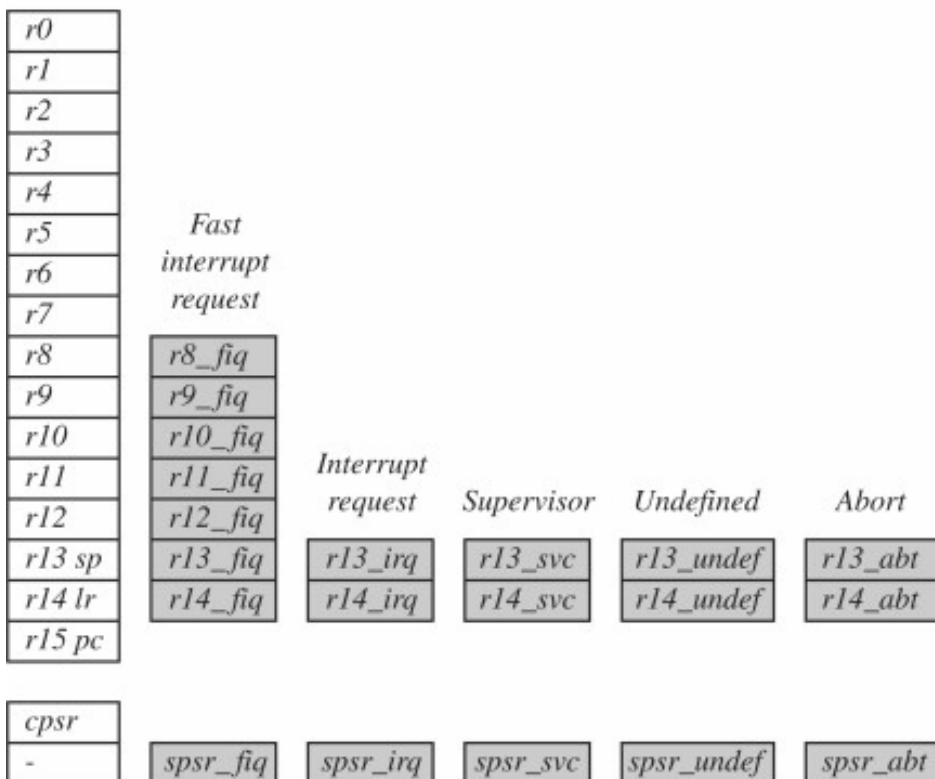 r0
r1
r2
r3
r4
r5 Fast
r6 interrupt
r7 request
r8 r8_fiq
r9 r9_fiq
r10 r10_fiq
r11 r11_fiq Interrupt
r12 r12_fiq request Supervisor Undefined Abort
r13 sp r13_fiq r13_irq r13_svc r13_undef r13_abt
r14 lr r14_fiq r14_irq r14_svc r14_undef r14_abt
r15 pc
cpsr
- spsr_fiq spsr_irq spsr_svc spsr_undef spsr_abt